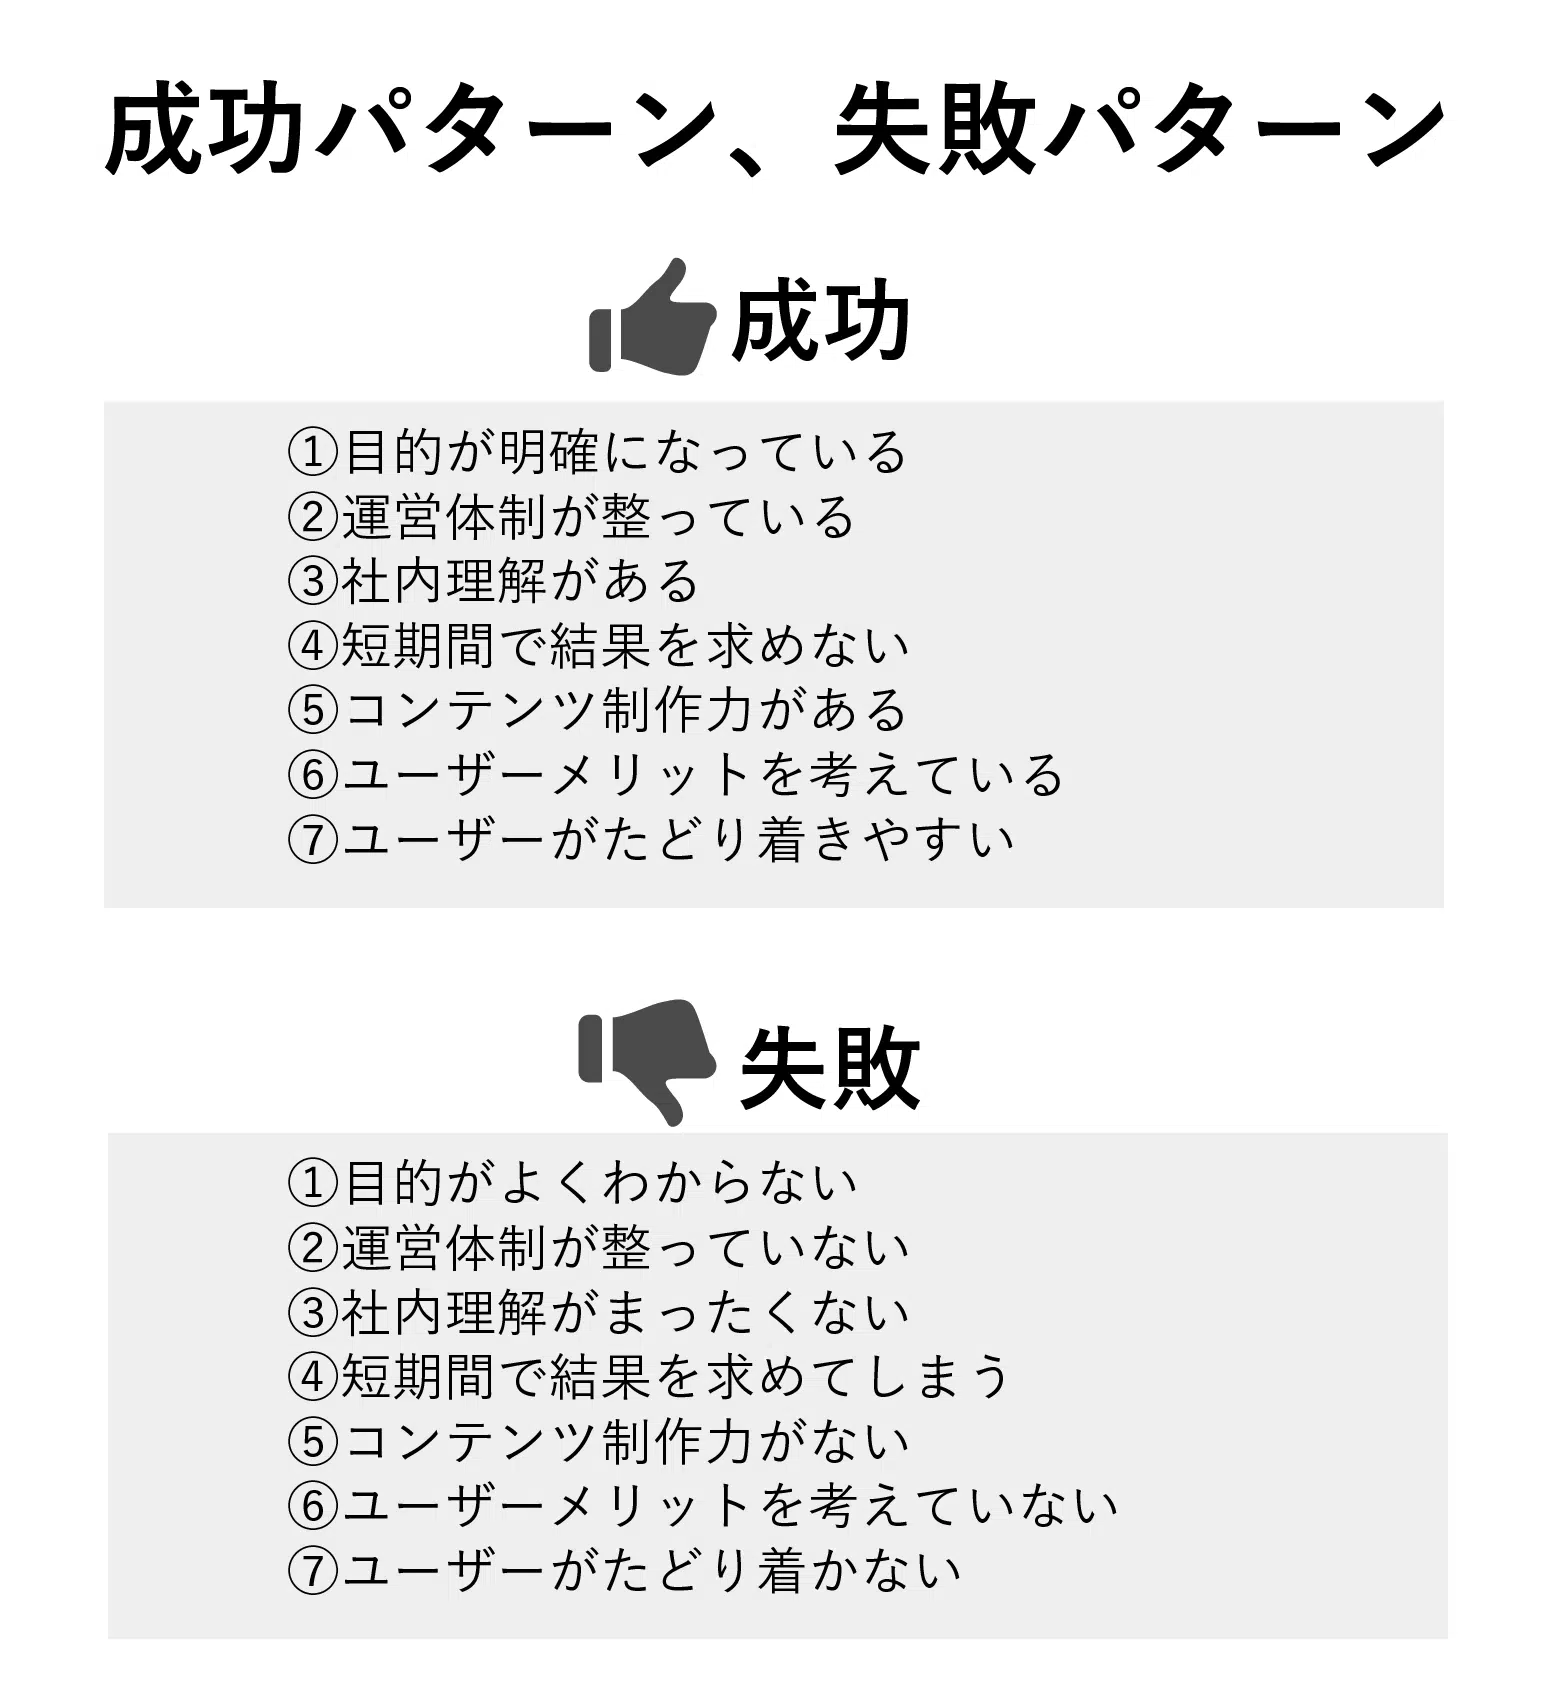 成功パターン、失敗パターン
成功
①目的が明確になっている
②運営体制が整っている
③社内理解がある
④短期間で結果を求めない
⑤コンテンツ制作力がある
⑥ユーザーメリットを考えている
⑦ユーザーがたどり着きやすい
失敗
①目的がよくわからない
②運営体制が整っていない
③社内理解がまったくない
④短期間で結果を求めてしまう
⑤コンテンツ制作力がない
⑥ユーザーメリットを考えていない
⑦ユーザーがたどり着かない